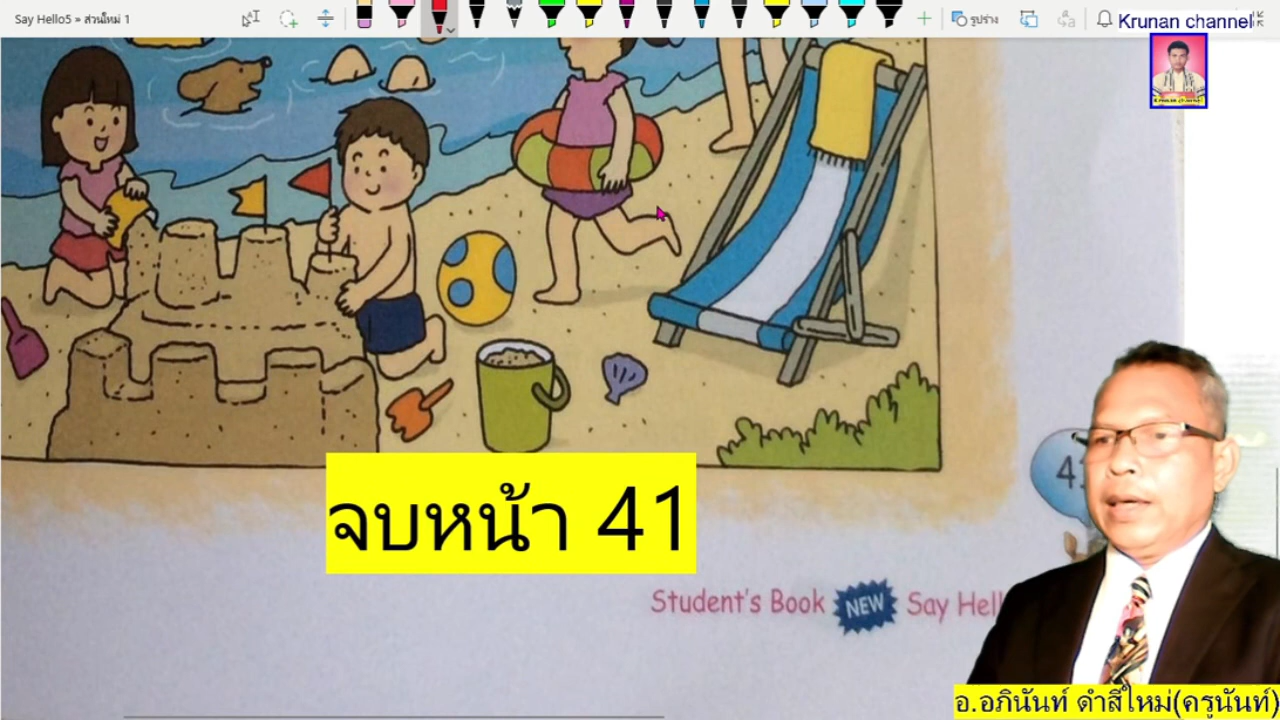 Say Hello5 » ส่วนใหม่ 1
รูปร่าง
Krunan channel
จบหน้า 41
Student's Book NEW Say Hell
อ.อภินันท์ ดำสีใหม่(ครูนันท์)